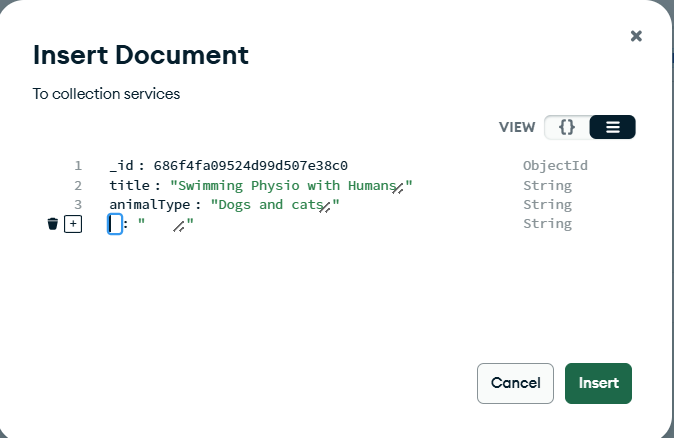 Insert Document
To collection services
VIEW {}
1 _id : 686f4fa09524d99d507e38c0 ObjectId
2 title : "Swimming Physio with Humans" String
3 animalType : "Dogs and cats" String
+ : " " String
Cancel Insert